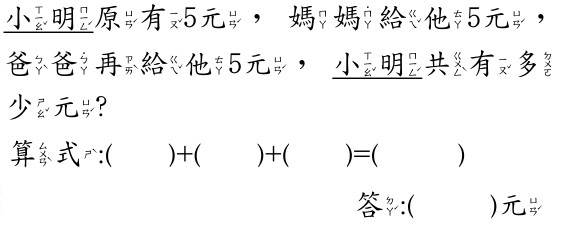 小明原有5元，媽媽給他5元，
爸爸再給他5元，小明共有多
少元?
算式:(　　)+(　　)+(　　)=(　　)
答:(　　)元